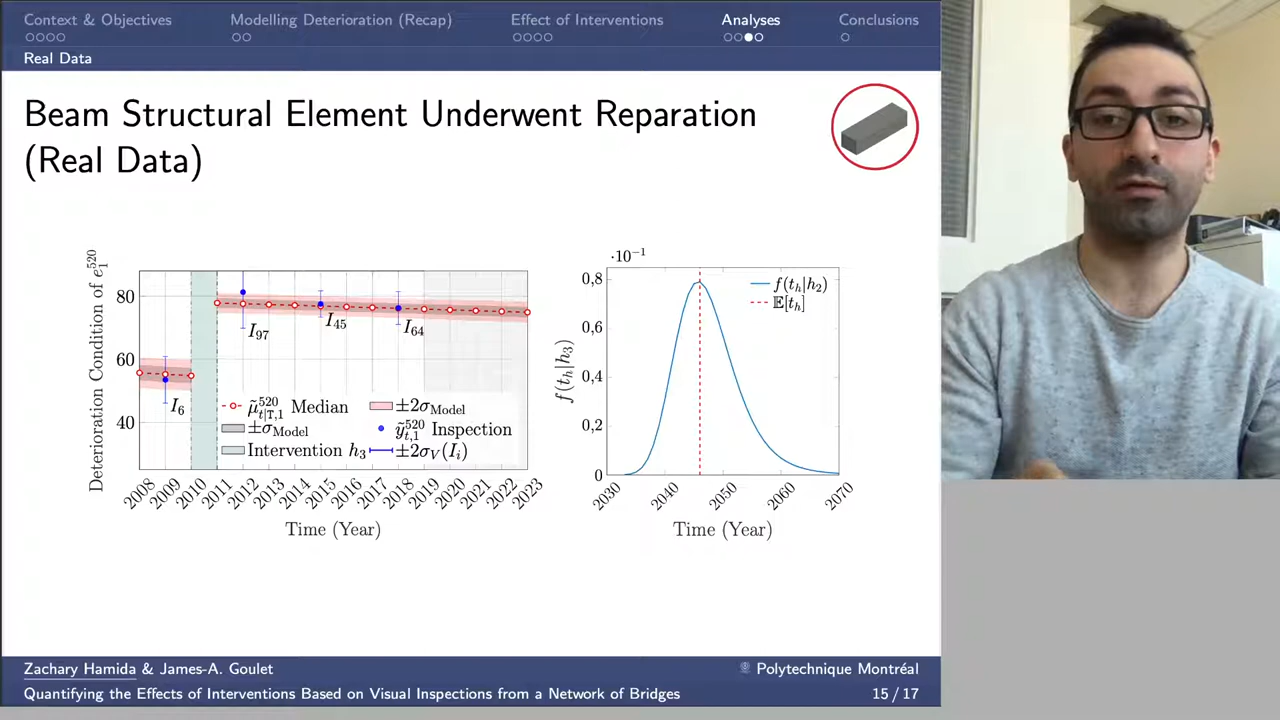 Context & Objectives
Modelling Deterioration (Recap)
Effect of Interventions
Analyses
Conclusions
Real Data
Beam Structural Element Underwent Reparation
(Real Data)
Deterioration Condition of e₁⁵²⁰
80
60
40
I₆
I₉₇
I₄₅
I₆₄
μ̃ₜ|T,₁⁵²⁰ Median
±σModel
Intervention h₃
±2σModel
ỹₜ,₁⁵²⁰ Inspection
±2σV(Iᵢ)
2008 2009 2010 2011 2012 2013 2014 2015 2016 2017 2018 2019 2020 2021 2022 2023
Time (Year)
·10⁻¹
f(tₕ|h₃)
0,8
0,6
0,4
0,2
0
f(tₕ|h₂)
𝔼[tₕ]
2030 2040 2050 2060 2070
Time (Year)
Zachary Hamida & James-A. Goulet
Polytechnique Montréal
Quantifying the Effects of Interventions Based on Visual Inspections from a Network of Bridges
15 / 17